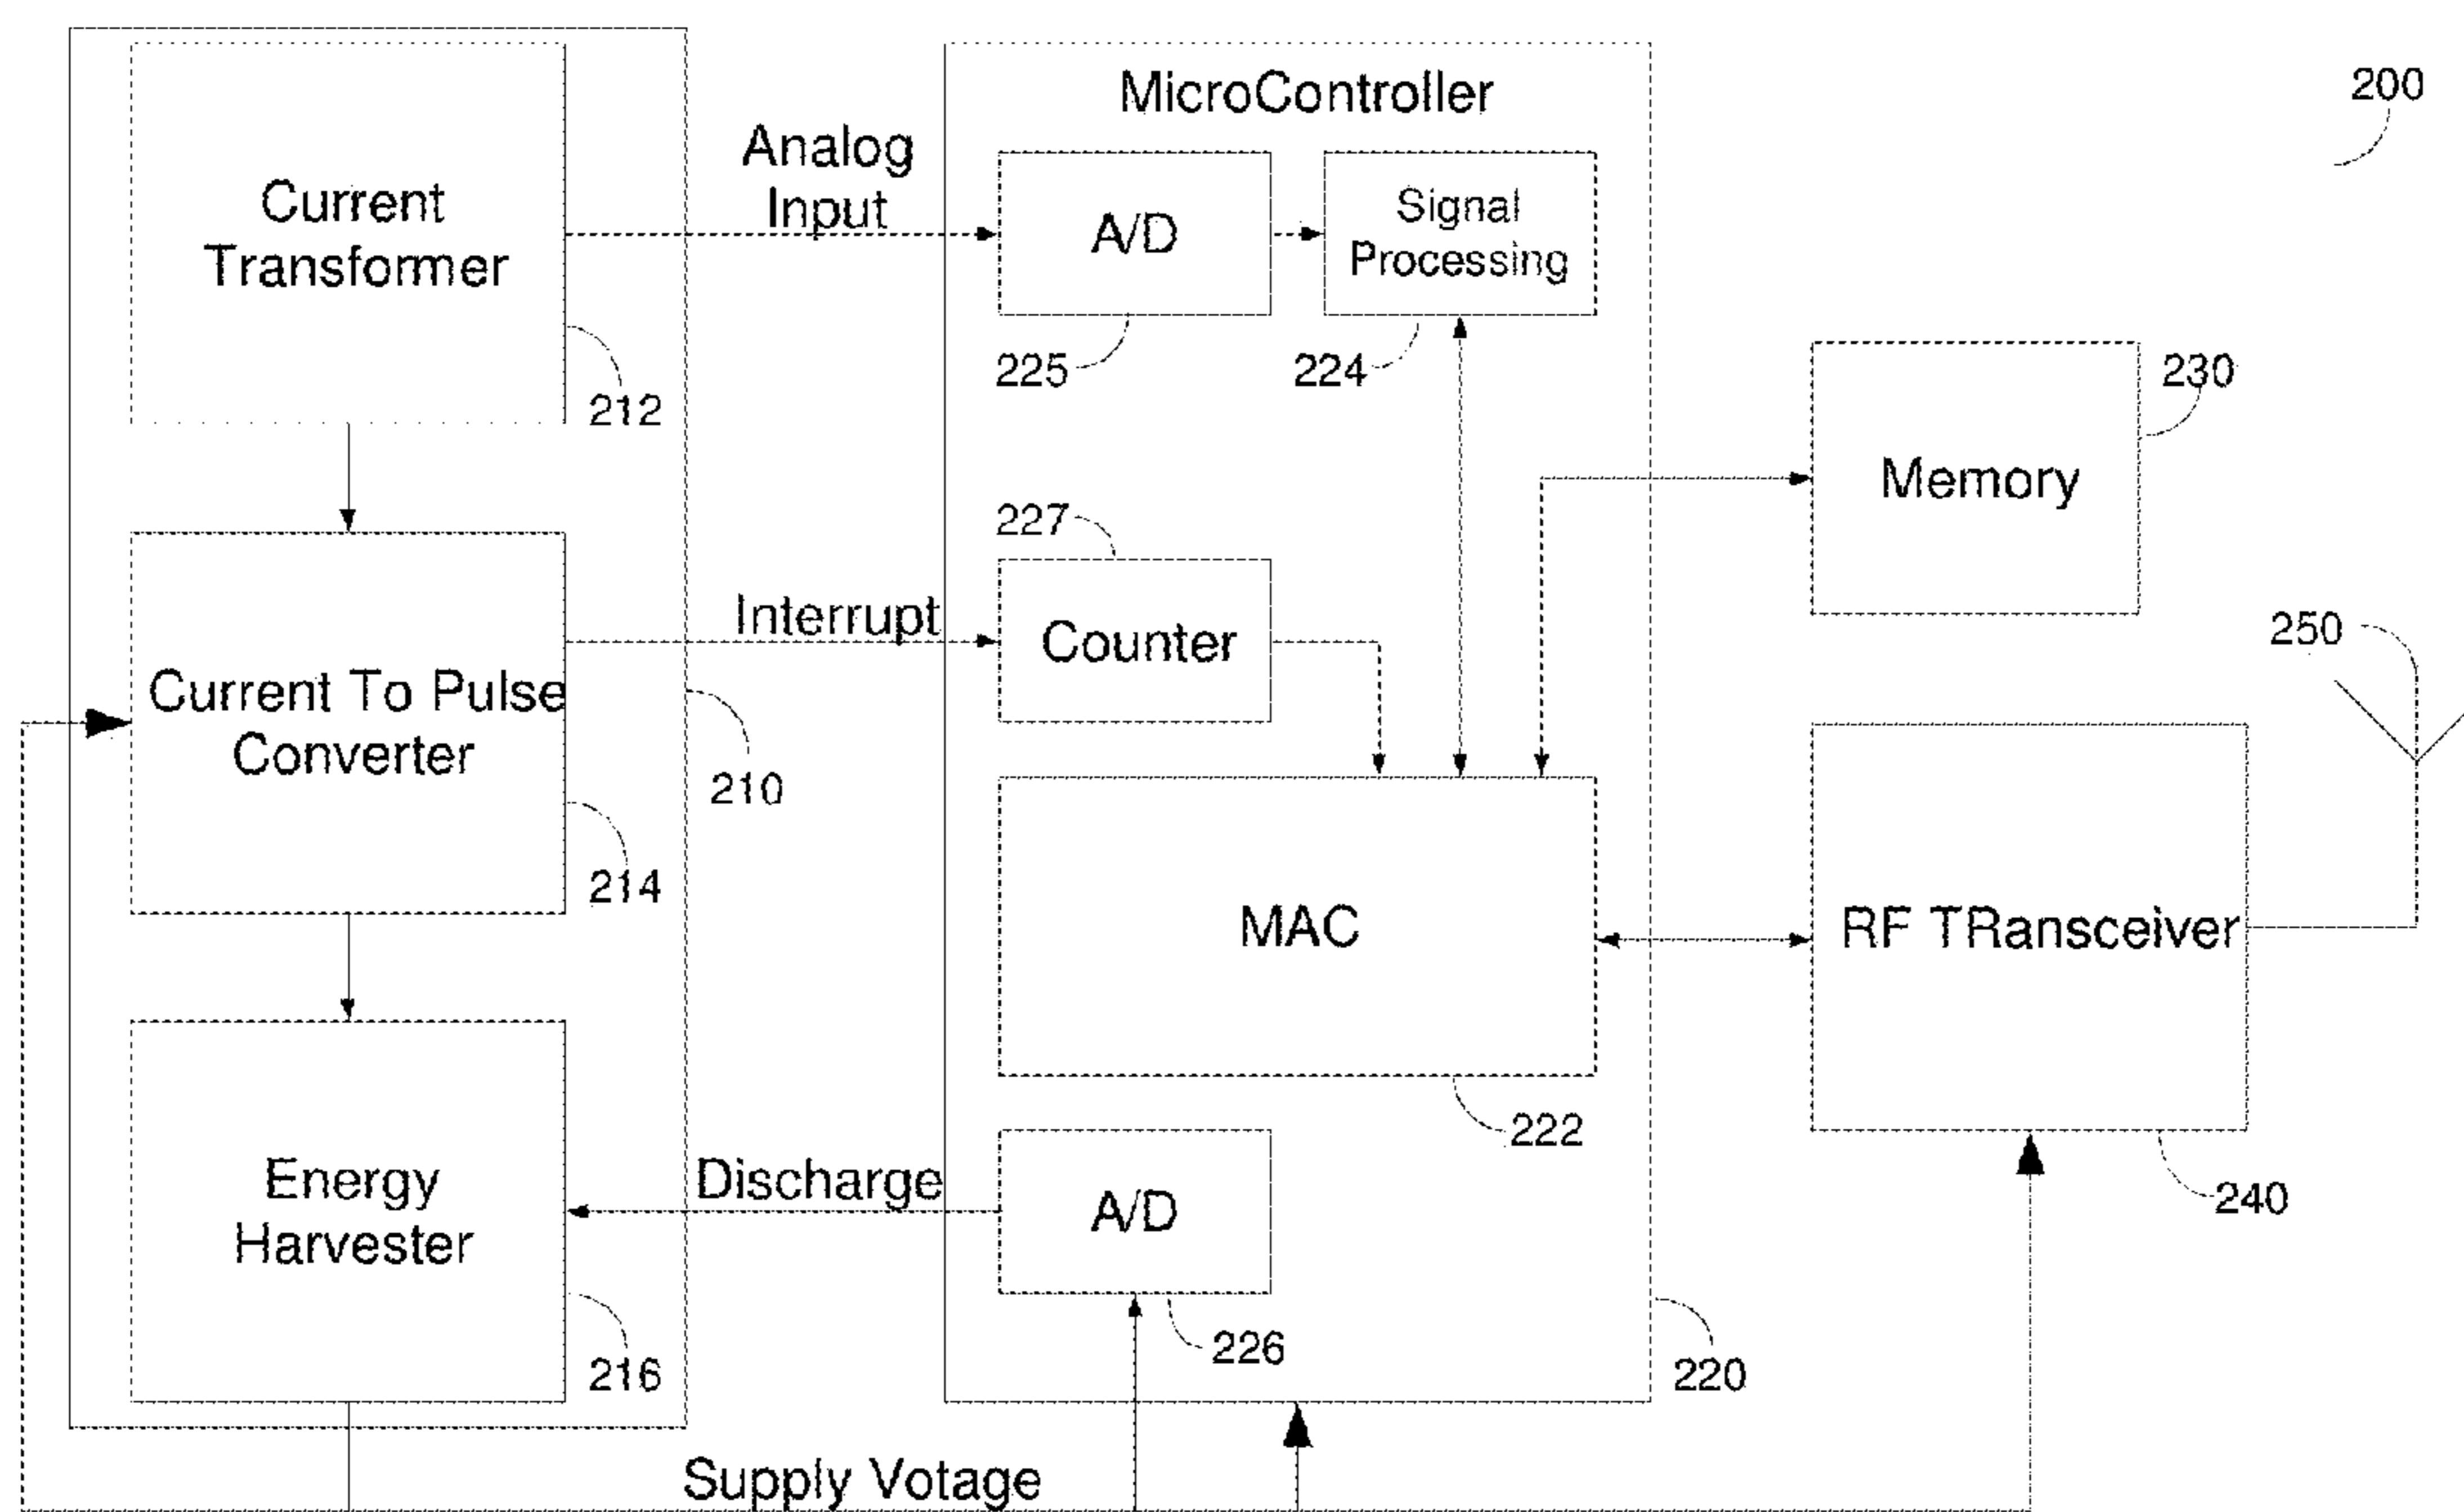 MicroController
200
Analog
Input
Current
Transformer
A/D
Signal
Processing
225
224
212
230
Memory
227
Interrupt
Counter
250
Current To Pulse
Converter
210
214
MAC
RF TRansceiver
222
Discharge
Energy
Harvester
A/D
240
226
216
220
Supply Votage